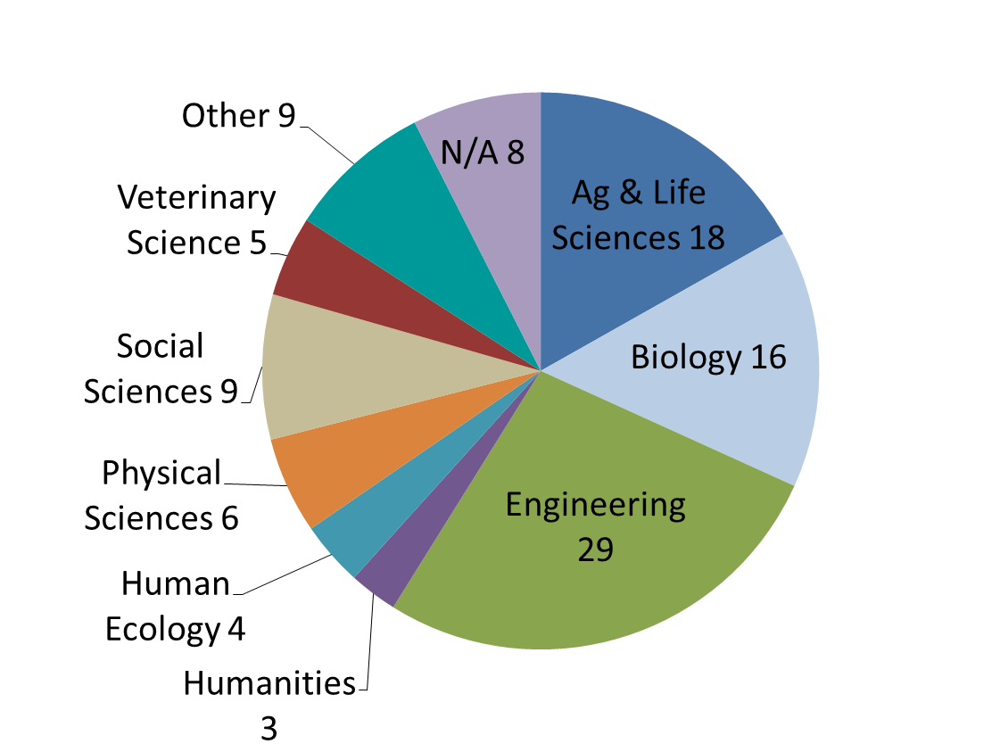 Other 9
N/A 8
Ag & Life
Sciences 18
Veterinary
Science 5
Biology 16
Social
Sciences 9
Physical
Sciences 6
Engineering
29
Human
Ecology 4
Humanities
3